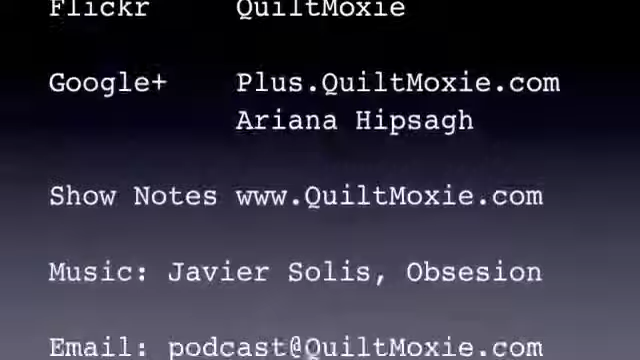 Flickr QuiltMoxie
Google+ Plus.QuiltMoxie.com
Ariana Hipsagh
Show Notes www.QuiltMoxie.com
Music: Javier Solis, Obsesion
Email: podcast@QuiltMoxie.com